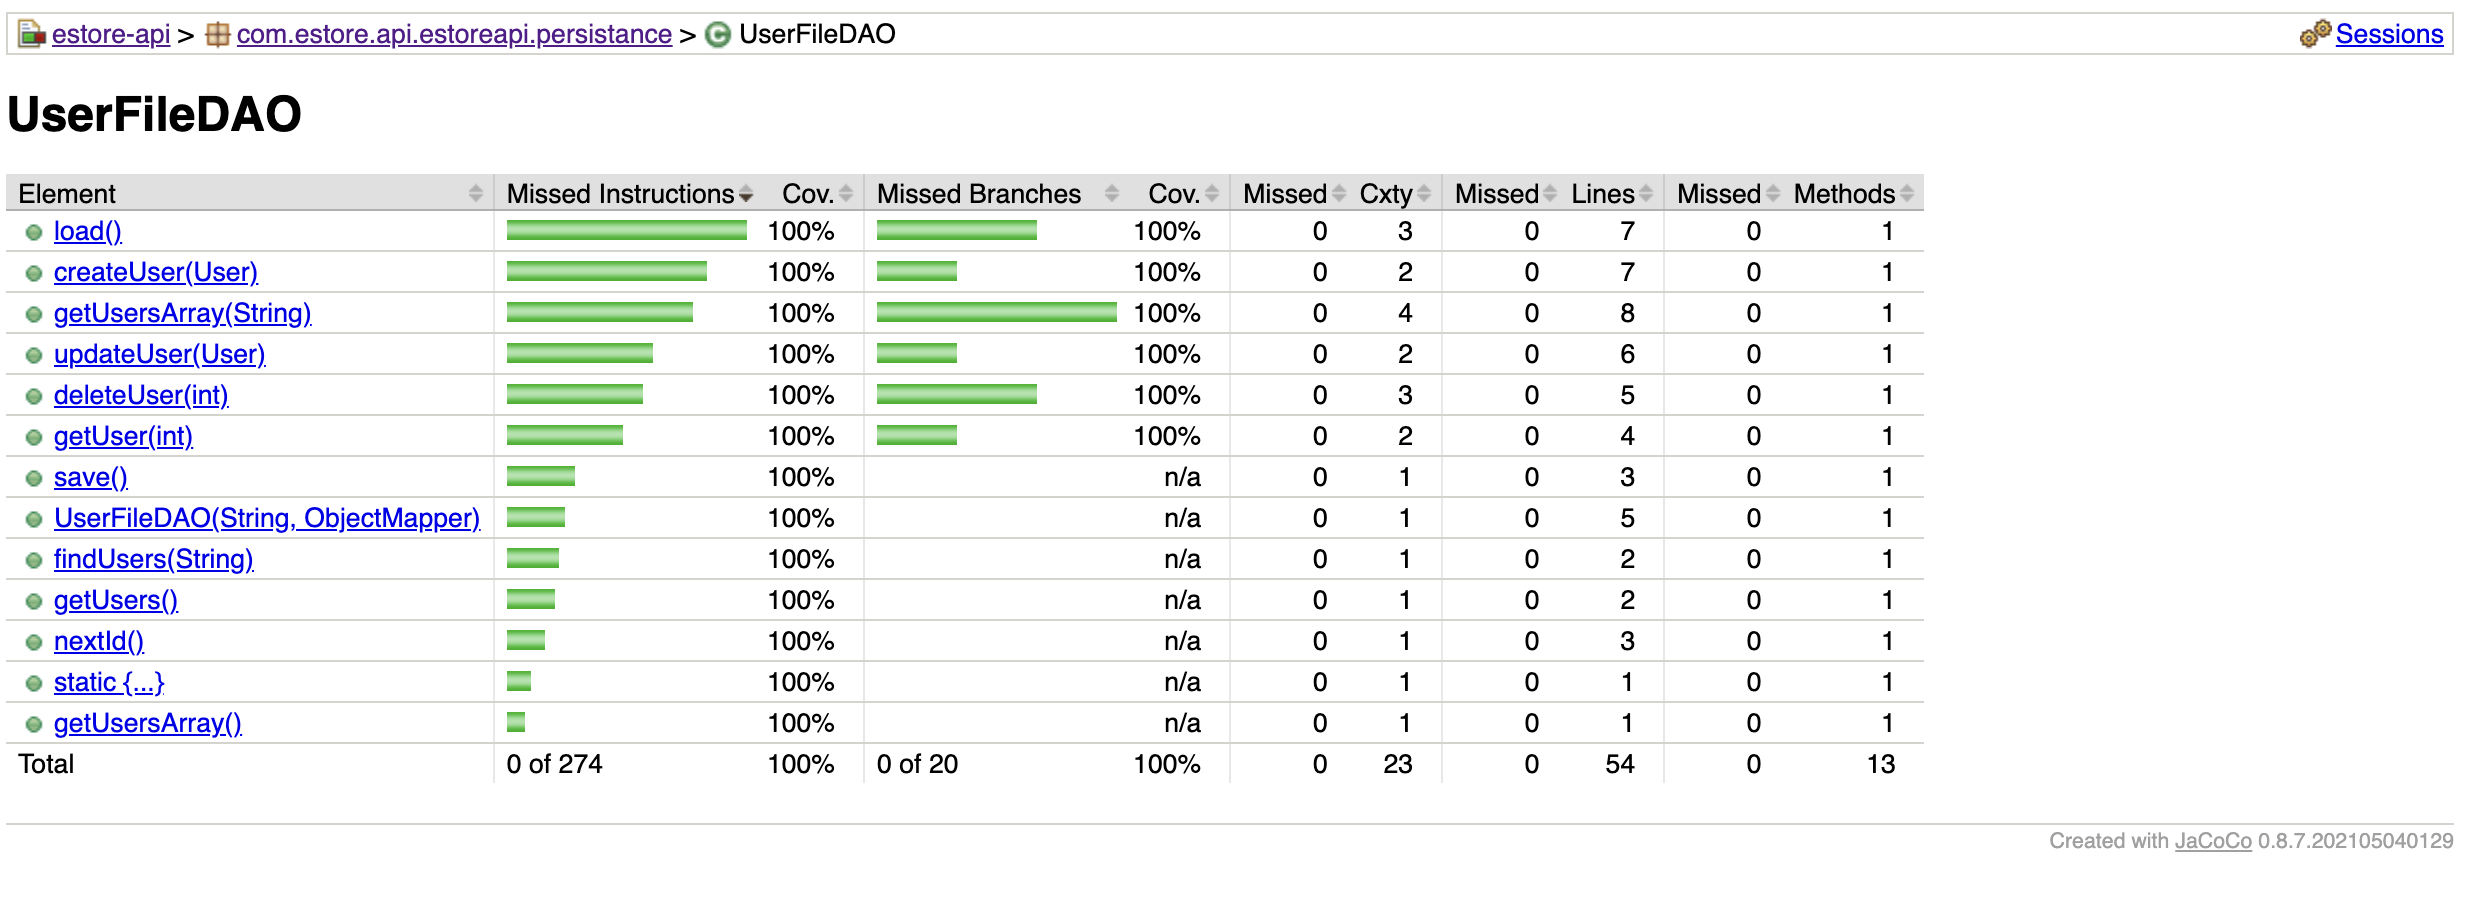 estore-api > com.estore.api.estoreapi.persistance > C UserFileDAO Sessions
UserFileDAO
Element Missed Instructions Cov. Missed Branches Cov. Missed Cxty Missed Lines Missed Methods
load() 100% 100% 0 3 0 7 0 1
createUser(User) 100% 100% 0 2 0 7 0 1
getUsersArray(String) 100% 100% 0 4 0 8 0 1
updateUser(User) 100% 100% 0 2 0 6 0 1
deleteUser(int) 100% 100% 0 3 0 5 0 1
getUser(int) 100% 100% 0 2 0 4 0 1
save() 100% n/a 0 1 0 3 0 1
UserFileDAO(String, ObjectMapper) 100% n/a 0 1 0 5 0 1
findUsers(String) 100% n/a 0 1 0 2 0 1
getUsers() 100% n/a 0 1 0 2 0 1
nextId() 100% n/a 0 1 0 3 0 1
static {...} 100% n/a 0 1 0 1 0 1
getUsersArray() 100% n/a 0 1 0 1 0 1
Total 0 of 274 100% 0 of 20 100% 0 23 0 54 0 13
Created with JaCoCo 0.8.7.202105040129